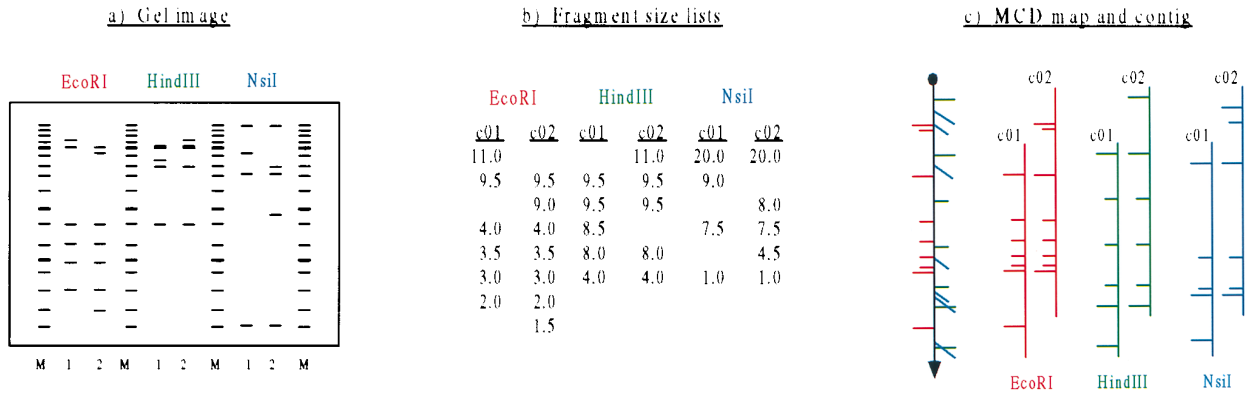 a) Gel image
EcoRI HindIII NsiI
M 1 2 M 1 2 M 1 2 M
b) Fragment size lists
EcoRI HindIII NsiI
c01 c02 c01 c02 c01 c02
11.0 11.0 20.0 20.0
9.5 9.5 9.5 9.5 9.0
9.0 9.5 9.5 8.0
4.0 4.0 8.5 7.5 7.5
3.5 3.5 8.0 8.0 4.5
3.0 3.0 4.0 4.0 1.0 1.0
2.0 2.0
1.5
c) MCD map and contig
c02 c02 c02
c01 c01 c01
EcoRI HindIII NsiI